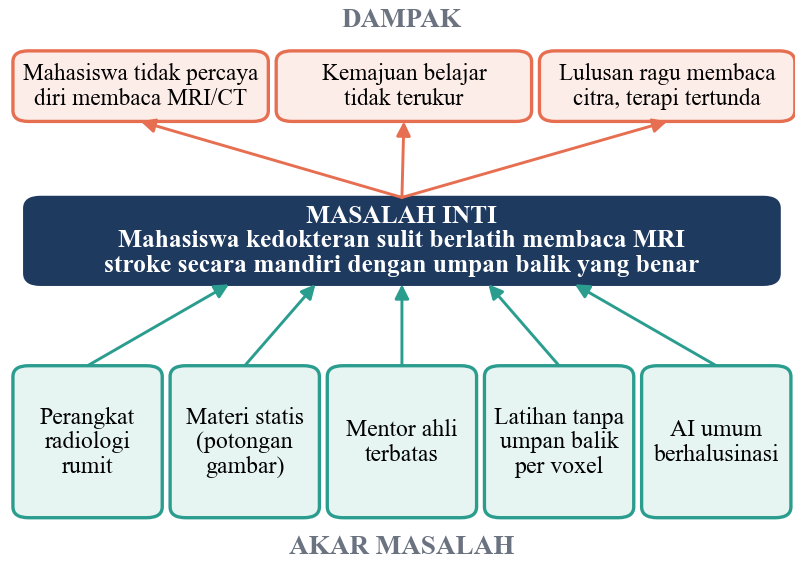 DAMPAK
Mahasiswa tidak percaya
diri membaca MRI/CT
Kemajuan belajar
tidak terukur
Lulusan ragu membaca
citra, terapi tertunda
MASALAH INTI
Mahasiswa kedokteran sulit berlatih membaca MRI
stroke secara mandiri dengan umpan balik yang benar
Perangkat
radiologi
rumit
Materi statis
(potongan
gambar)
Mentor ahli
terbatas
Latihan tanpa
umpan balik
per voxel
AI umum
berhalusinasi
AKAR MASALAH